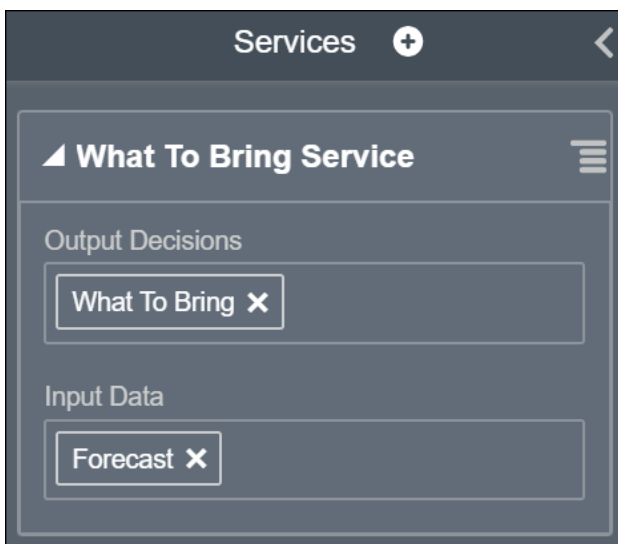 Services
What To Bring Service
Output Decisions
What To Bring
Input Data
Forecast